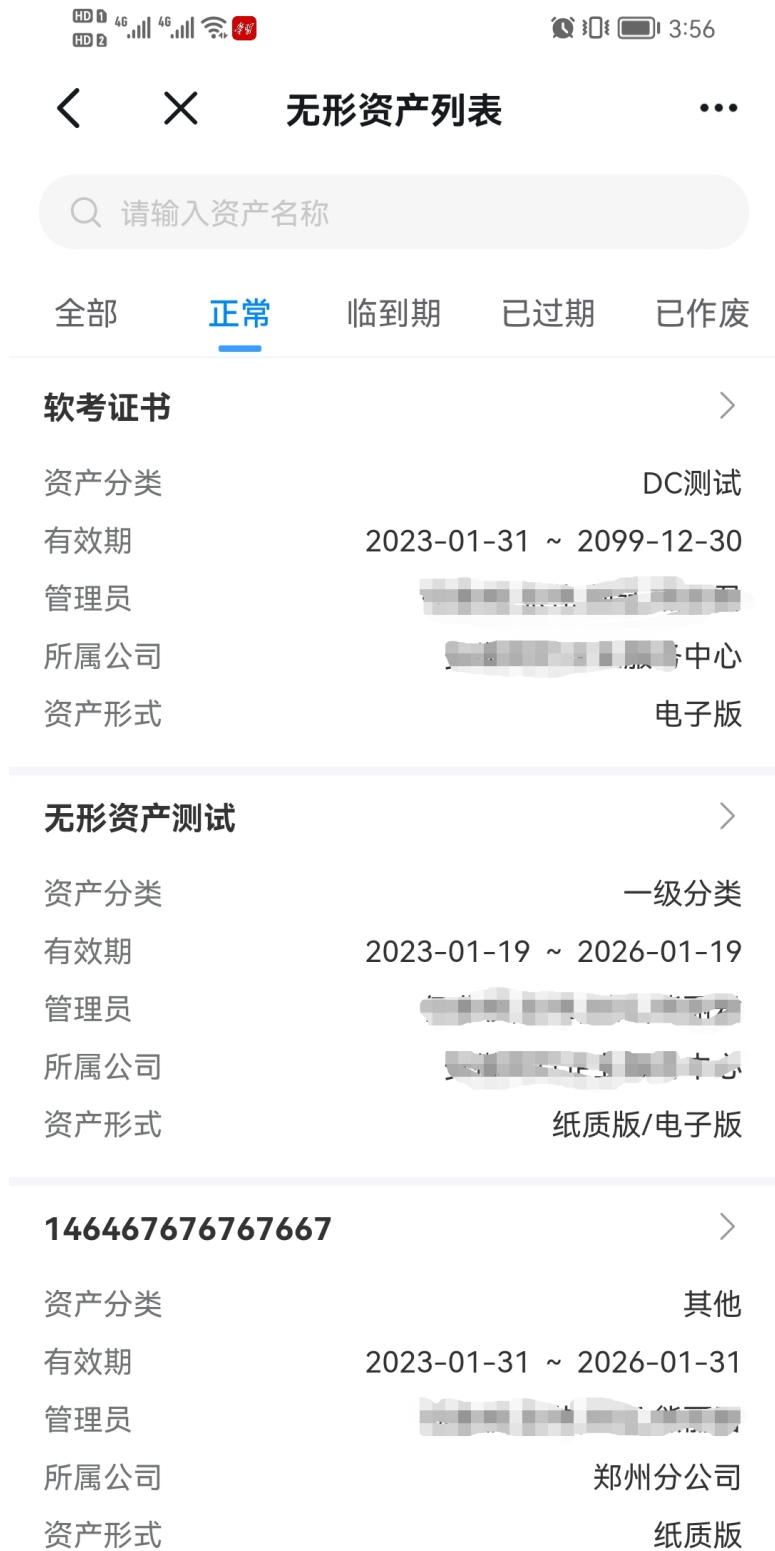 HD 1 4G 4G 3:56
HD 2
无形资产列表
请输入资产名称
全部 正常 临到期 已过期 已作废
软考证书
资产分类 DC测试
有效期 2023-01-31 ~ 2099-12-30
管理员
所属公司 中心
资产形式 电子版
无形资产测试
资产分类 一级分类
有效期 2023-01-19 ~ 2026-01-19
管理员
所属公司
资产形式 纸质版/电子版
146467676767667
资产分类 其他
有效期 2023-01-31 ~ 2026-01-31
管理员
所属公司 郑州分公司
资产形式 纸质版